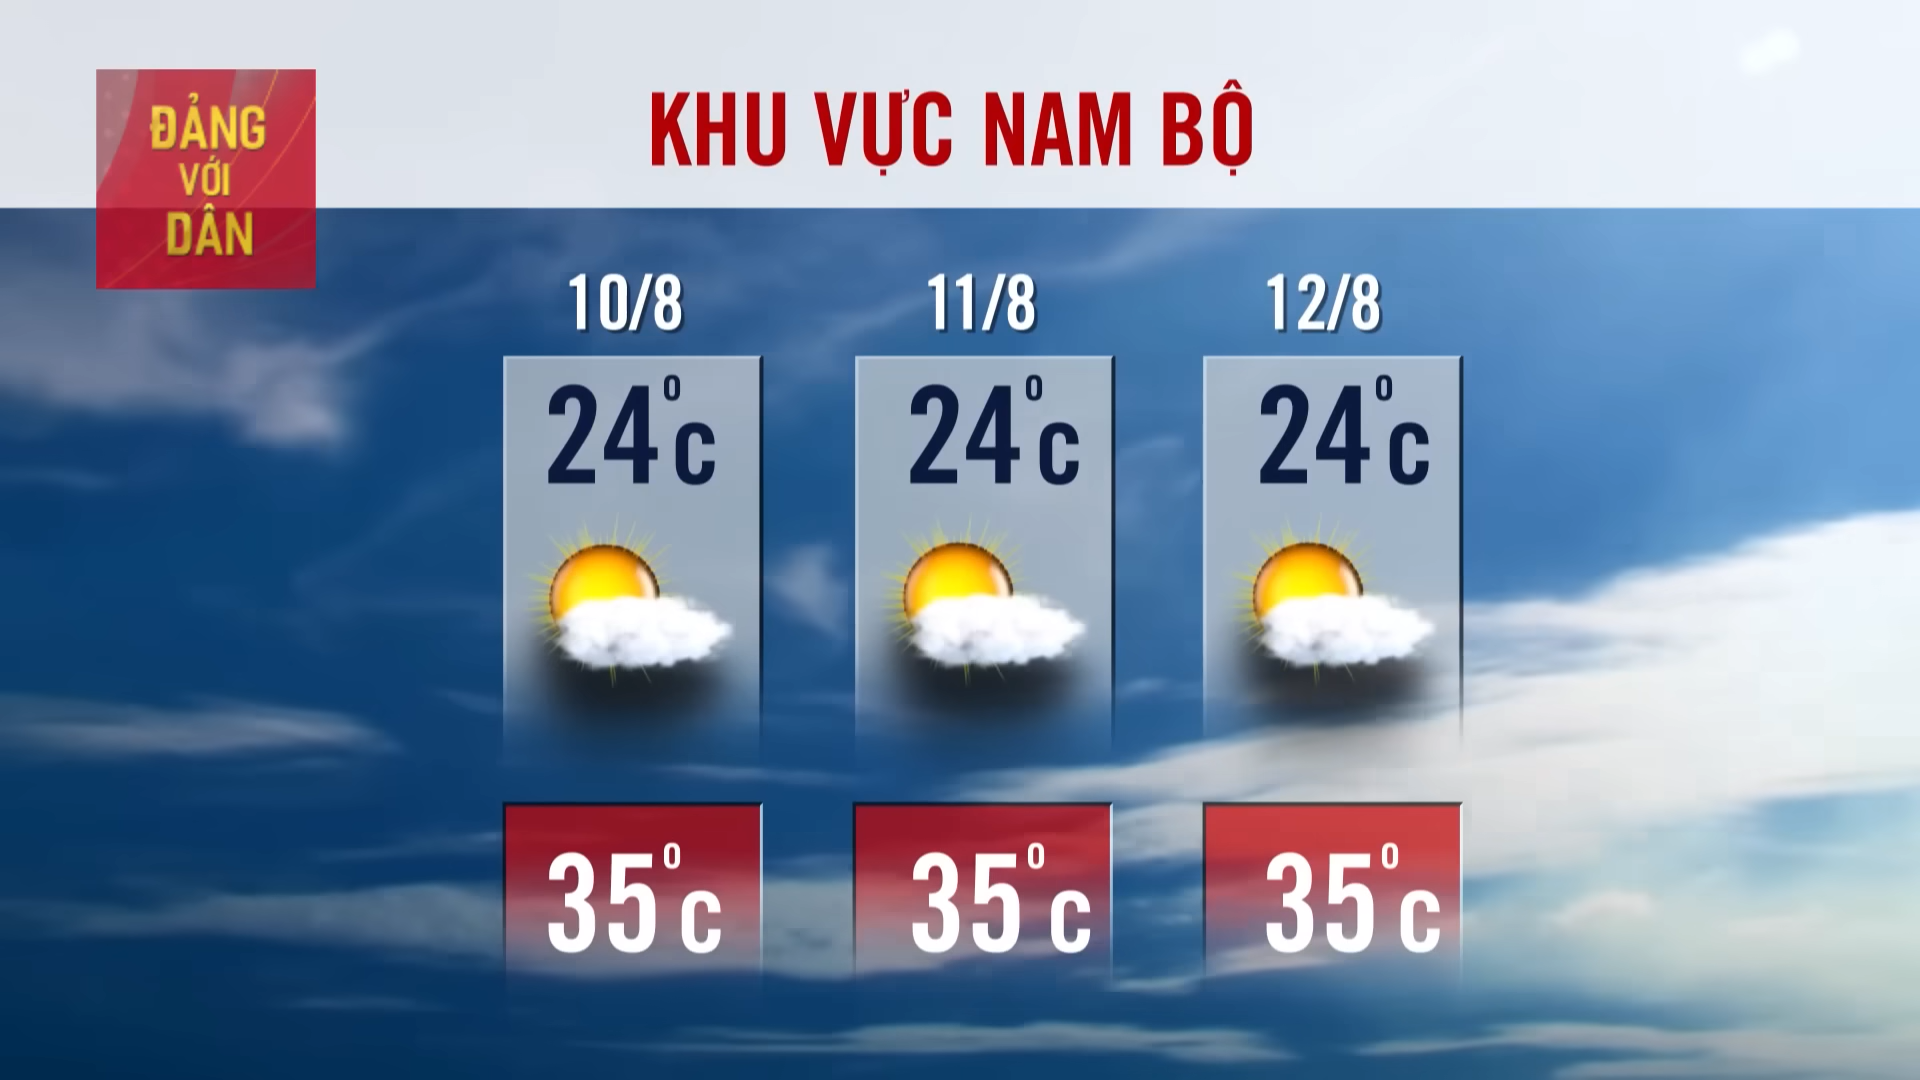 ĐẢNG
VỚI
DÂN
KHU VỰC NAM BỘ
10/8 11/8 12/8
24°C 24°C 24°C
35°C 35°C 35°C